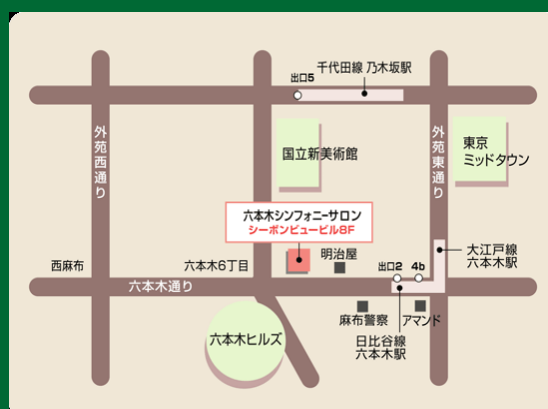 千代田線 乃木坂駅
出口5
外苑西通り
国立新美術館
外苑東通り
東京
ミッドタウン
六本木シンフォニーサロン
シーボンビュービル8F
西麻布
六本木6丁目
明治屋
出口2
4b
大江戸線
六本木駅
六本木通り
麻布警察
アマンド
六本木ヒルズ
日比谷線
六本木駅